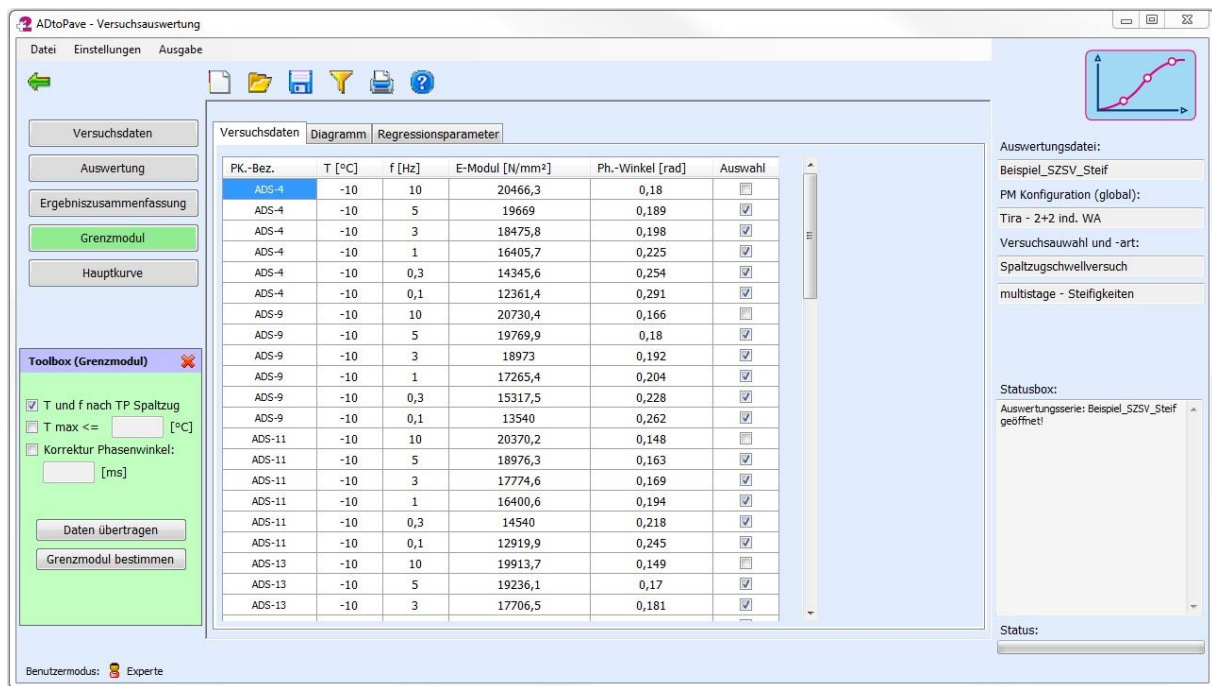 ADtoPave - Versuchsauswertung
Datei Einstellungen Ausgabe
Versuchsdaten
Auswertung
Ergebniszusammenfassung
Grenzmodul
Hauptkurve
Toolbox (Grenzmodul)
T und f nach TP Spaltzug
T max <= [°C]
Korrektur Phasenwinkel:
[ms]
Daten übertragen
Grenzmodul bestimmen
Benutzermodus: Experte
Versuchsdaten Diagramm Regressionsparameter
PK.-Bez. T [°C] f [Hz] E-Modul [N/mm²] Ph.-Winkel [rad] Auswahl
ADS-4 -10 10 20466,3 0,18
ADS-4 -10 5 19669 0,189
ADS-4 -10 3 18475,8 0,198
ADS-4 -10 1 16405,7 0,225
ADS-4 -10 0,3 14345,6 0,254
ADS-4 -10 0,1 12361,4 0,291
ADS-9 -10 10 20730,4 0,166
ADS-9 -10 5 19769,9 0,18
ADS-9 -10 3 18973 0,192
ADS-9 -10 1 17265,4 0,204
ADS-9 -10 0,3 15317,5 0,228
ADS-9 -10 0,1 13540 0,262
ADS-11 -10 10 20370,2 0,148
ADS-11 -10 5 18976,3 0,163
ADS-11 -10 3 17774,6 0,169
ADS-11 -10 1 16400,6 0,194
ADS-11 -10 0,3 14540 0,218
ADS-11 -10 0,1 12919,9 0,245
ADS-13 -10 10 19913,7 0,149
ADS-13 -10 5 19236,1 0,17
ADS-13 -10 3 17706,5 0,181
Auswertungsdatei:
Beispiel_SZSV_Steif
PM Konfiguration (global):
Tira - 2+2 ind. WA
Versuchsauwahl und -art:
Spaltzugschwellversuch
multistage - Steifigkeiten
Statusbox:
Auswertungsserie: Beispiel_SZSV_Steif
geöffnet!
Status: